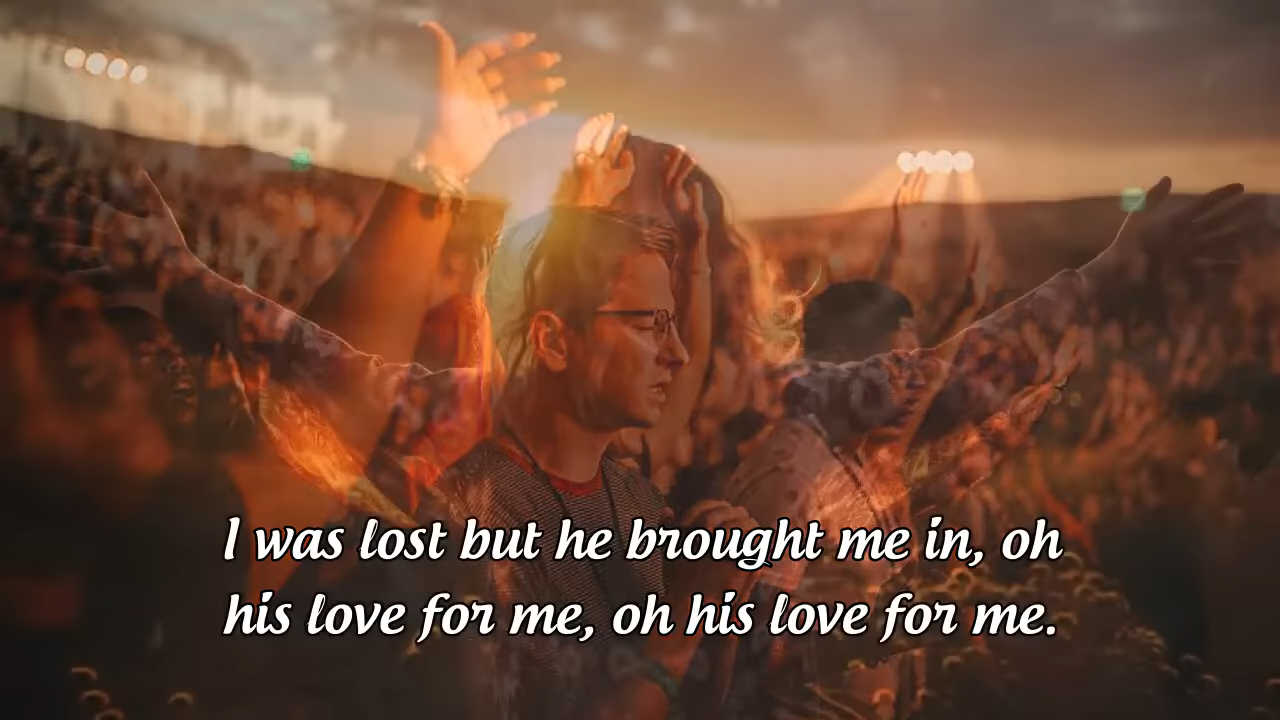 I was lost but he brought me in, oh
his love for me, oh his love for me.